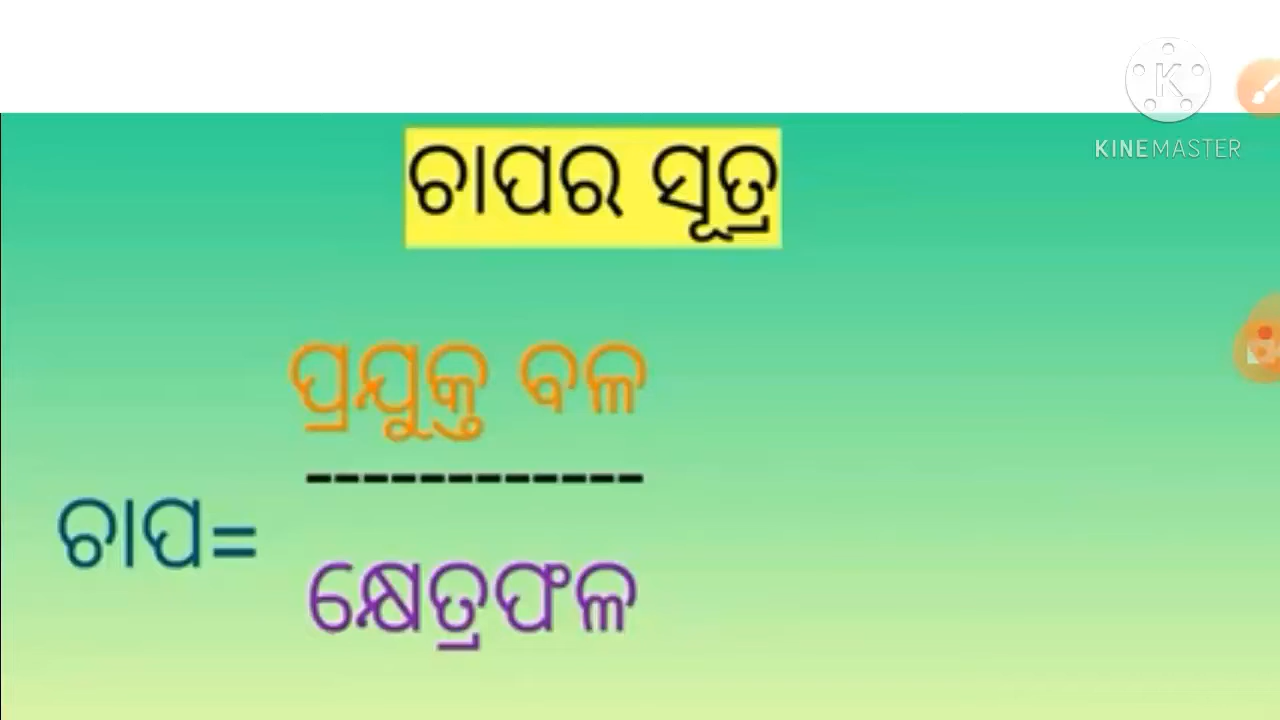 KINEMASTER
ଚାପର ସୂତ୍ର
ପ୍ରଯୁକ୍ତ ବଳ
------------
ଚାପ=
କ୍ଷେତ୍ରଫଳ